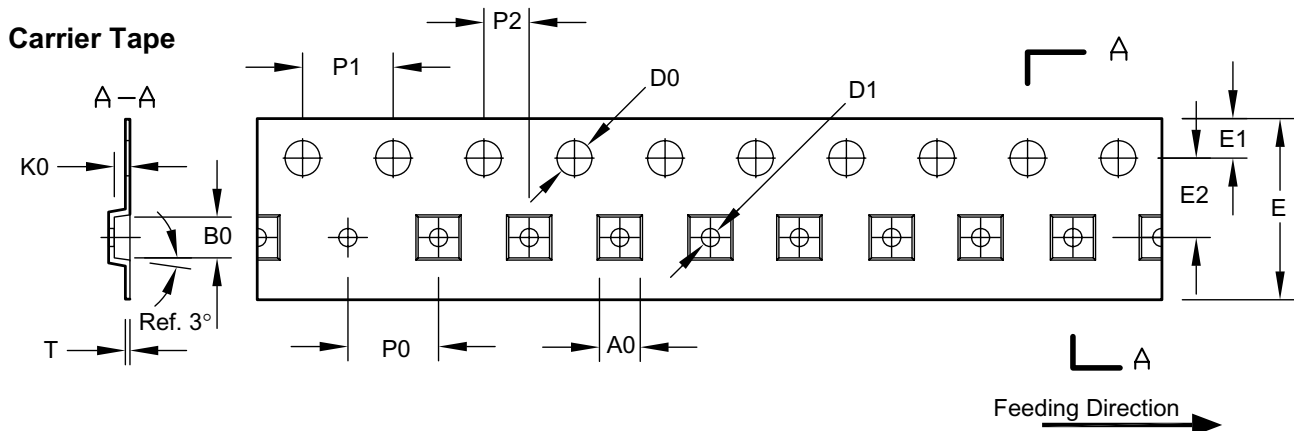 Carrier Tape
P1
P2
D0
D1
A
A–A
K0
B0
Ref. 3°
T
P0
A0
E1
E2
E
A
Feeding Direction